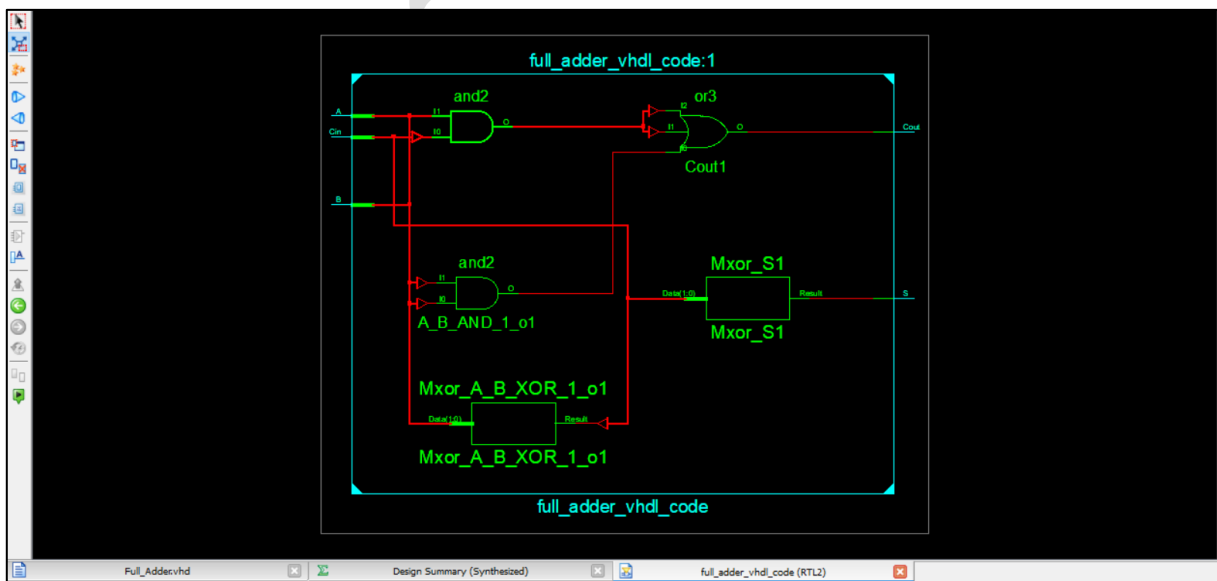 full_adder_vhdl_code:1
and2
or3
A
I1
I2
O
Cin
I0
I1
O
Cout
Cout1
B
and2
I1
O
I0
A_B_AND_1_o1
Mxor_S1
Data(1:0)
Result
S
Mxor_S1
Mxor_A_B_XOR_1_o1
Data(1:0)
Result
Mxor_A_B_XOR_1_o1
full_adder_vhdl_code
Full_Adder.vhd
Design Summary (Synthesized)
full_adder_vhdl_code (RTL2)